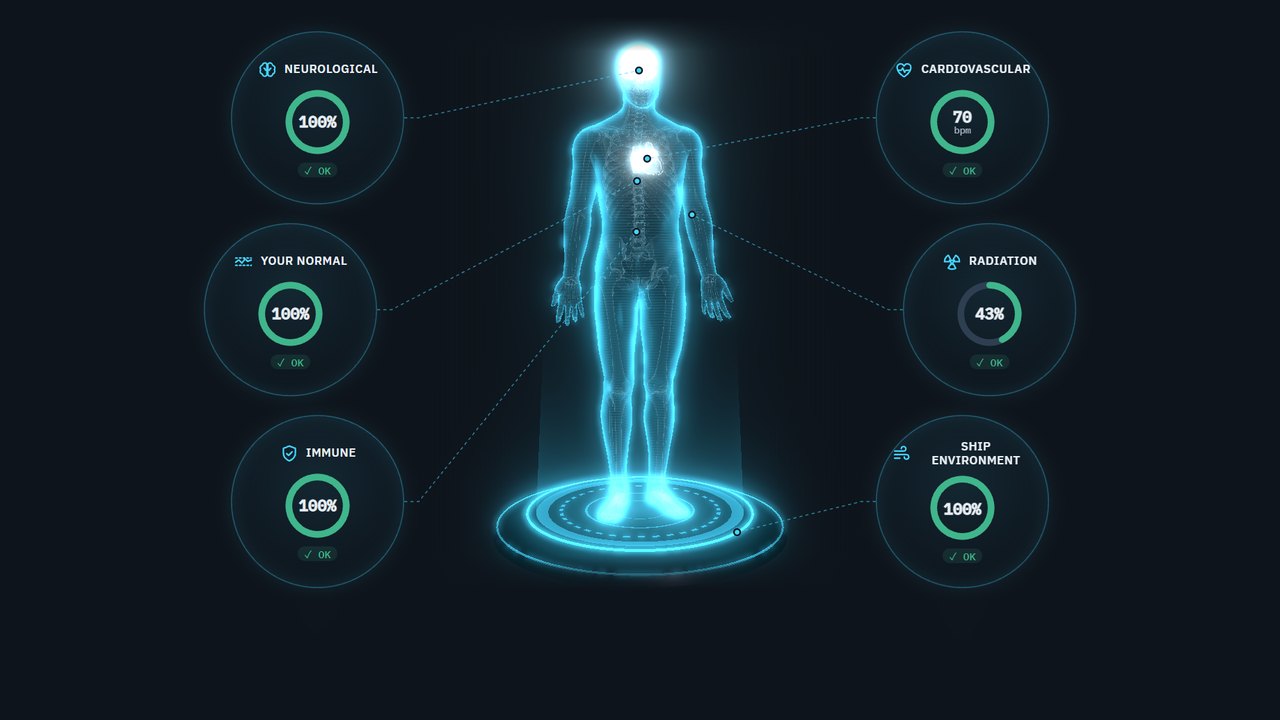 NEUROLOGICAL
100%
✓ OK
CARDIOVASCULAR
70
bpm
✓ OK
YOUR NORMAL
100%
✓ OK
RADIATION
43%
✓ OK
IMMUNE
100%
✓ OK
SHIP
ENVIRONMENT
100%
✓ OK